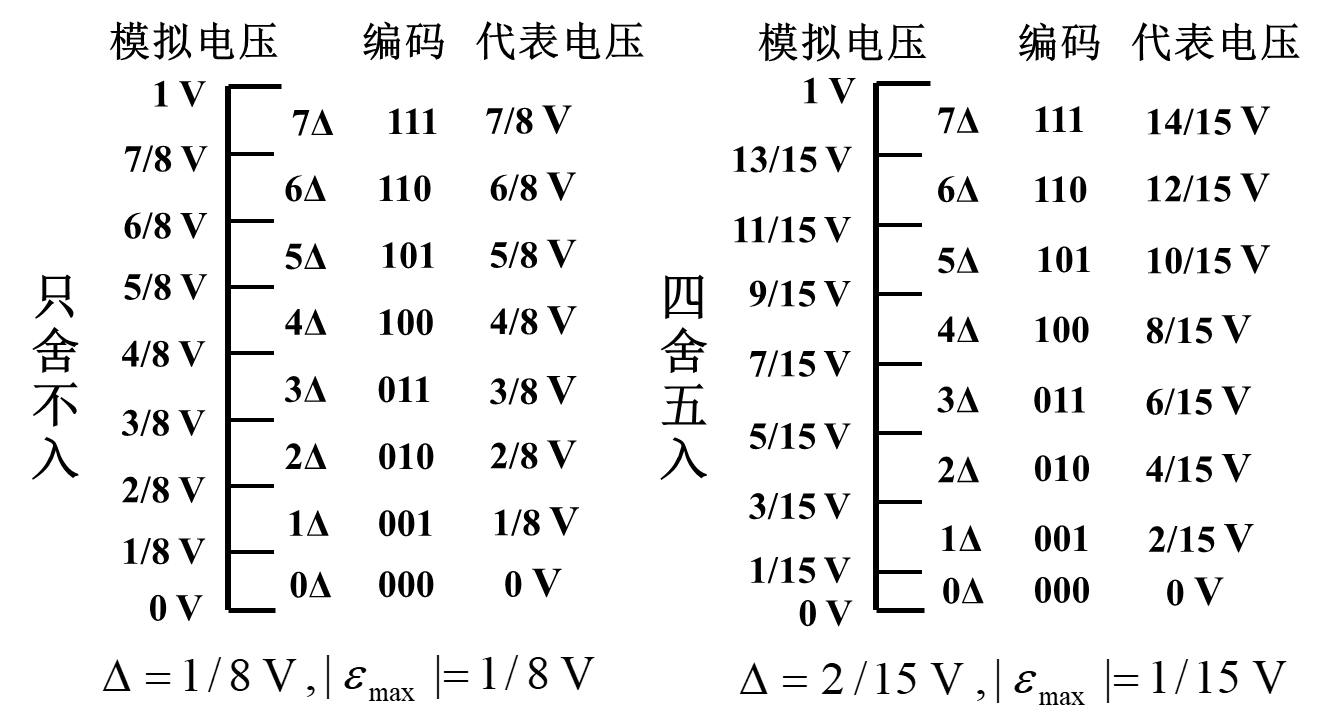 模拟电压 编码 代表电压
1 V
7Δ 111 7/8 V
7/8 V
6Δ 110 6/8 V
6/8 V
5Δ 101 5/8 V
5/8 V
4Δ 100 4/8 V
4/8 V
3Δ 011 3/8 V
3/8 V
2Δ 010 2/8 V
2/8 V
1Δ 001 1/8 V
1/8 V
0Δ 000 0 V
0 V
只舍不入
Δ = 1/8 V , | ε max |= 1/8 V
模拟电压 编码 代表电压
1 V
7Δ 111 14/15 V
13/15 V
6Δ 110 12/15 V
11/15 V
5Δ 101 10/15 V
9/15 V
4Δ 100 8/15 V
7/15 V
3Δ 011 6/15 V
5/15 V
2Δ 010 4/15 V
3/15 V
1Δ 001 2/15 V
1/15 V
0Δ 000 0 V
0 V
四舍五入
Δ = 2/15 V , | ε max |= 1/15 V